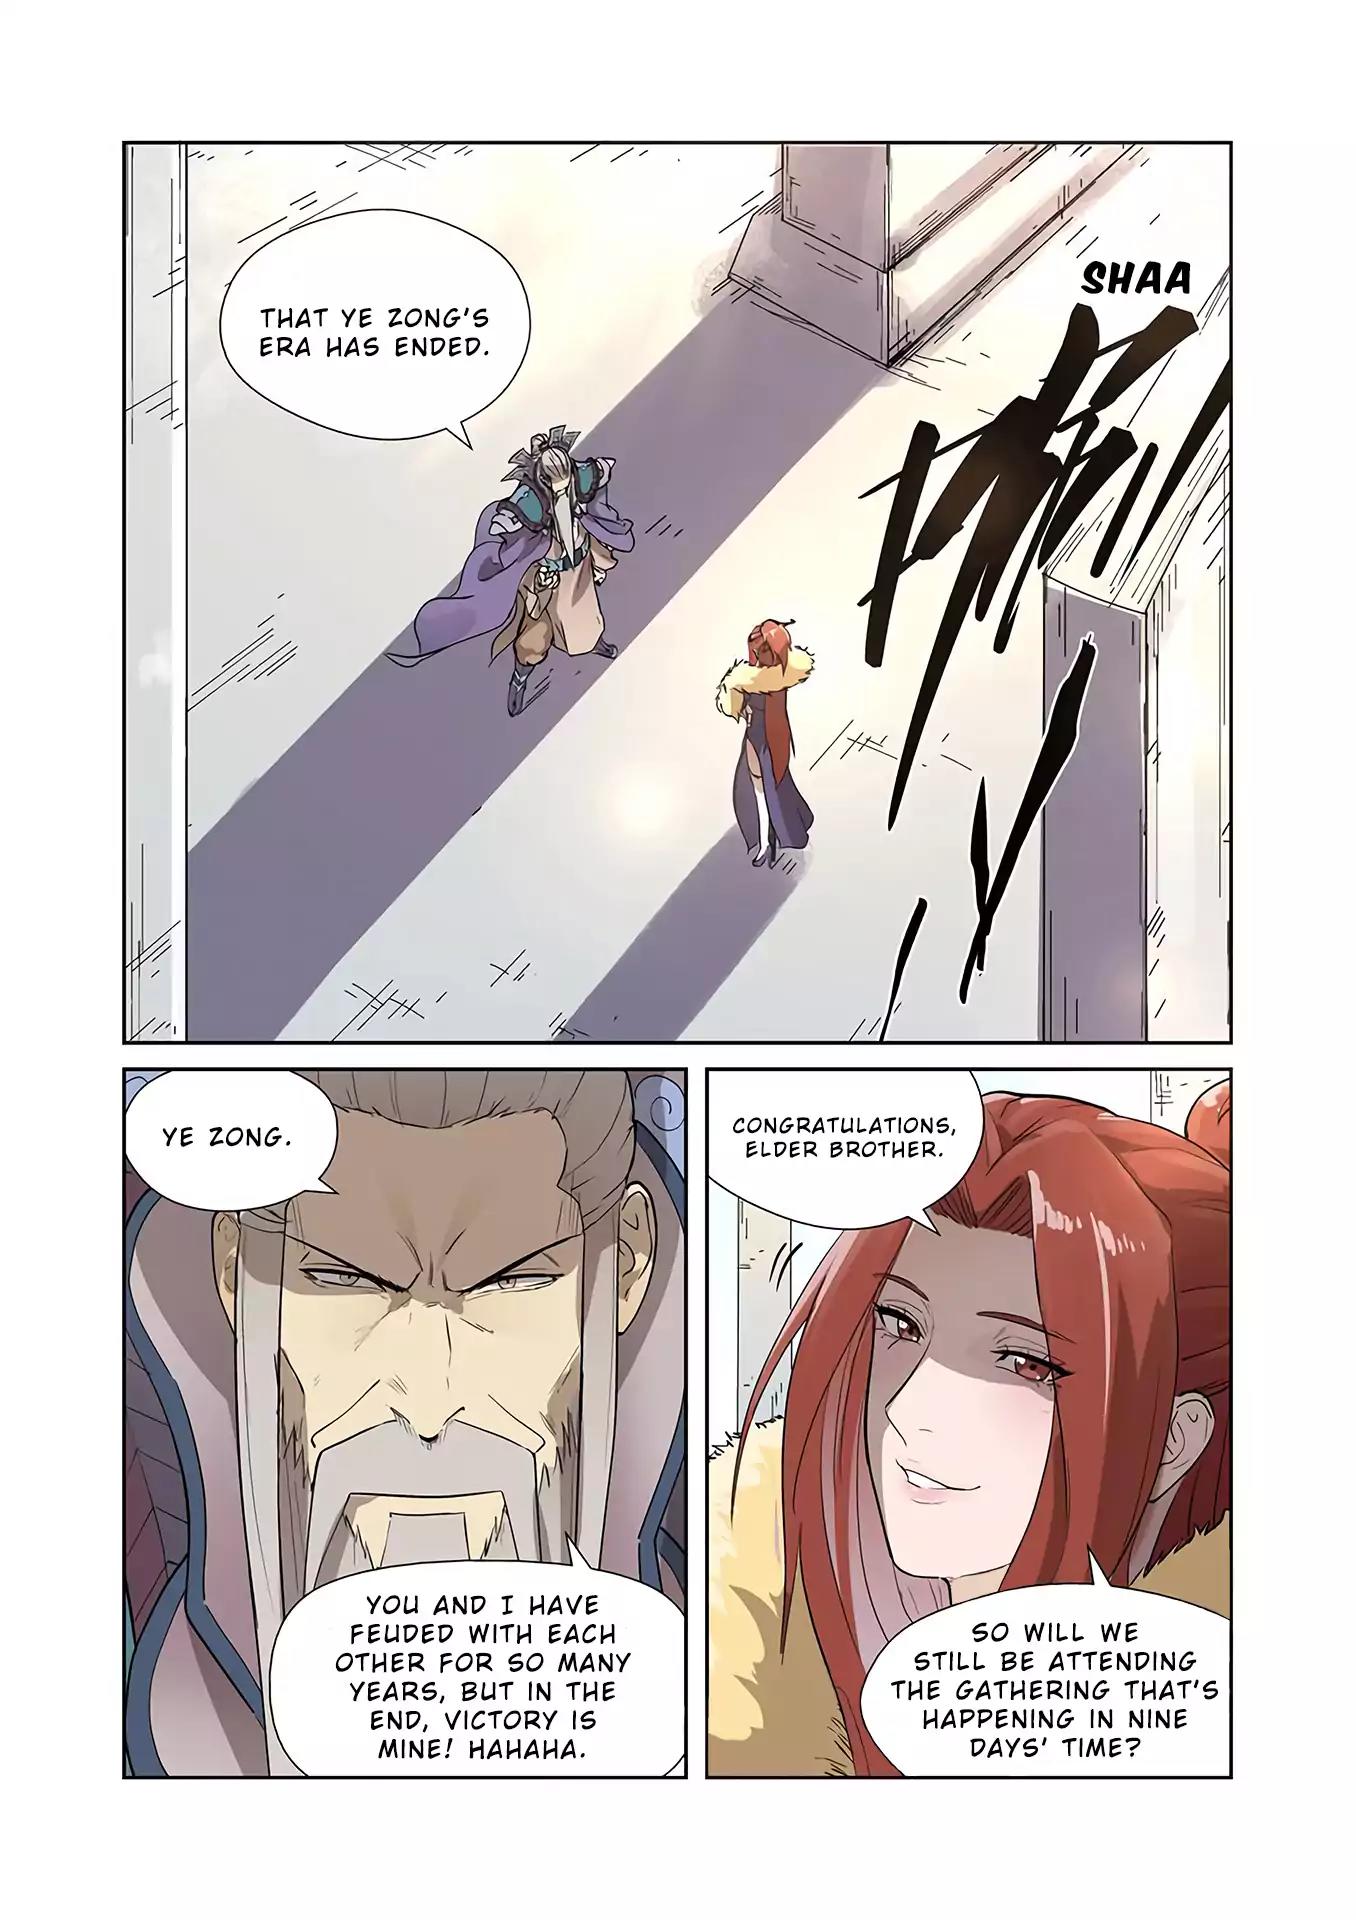 THAT YE ZONG'S
ERA HAS ENDED.
SHAA
YE ZONG.
YOU AND I HAVE
FEUDED WITH EACH
OTHER FOR SO MANY
YEARS, BUT IN THE
END, VICTORY IS
MINE! HAHAHA.
CONGRATULATIONS,
ELDER BROTHER.
SO WILL WE
STILL BE ATTENDING
THE GATHERING THAT'S
HAPPENING IN NINE
DAYS' TIME?